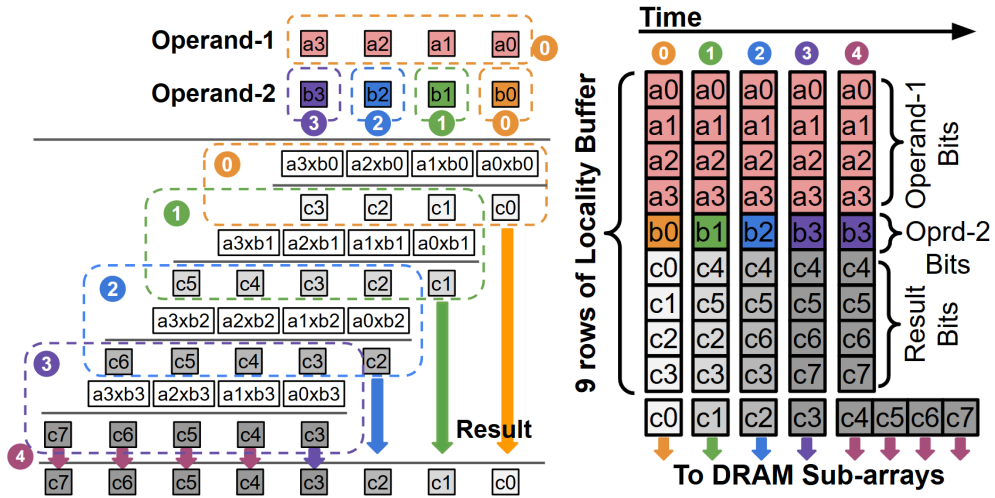 Operand-1 a3 a2 a1 a0 0
Operand-2 b3 b2 b1 b0
3 2 1 0
0 a3xb0 a2xb0 a1xb0 a0xb0
1 c3 c2 c1 c0
a3xb1 a2xb1 a1xb1 a0xb1
2 c5 c4 c3 c2 c1
a3xb2 a2xb2 a1xb2 a0xb2
3 c6 c5 c4 c3 c2
a3xb3 a2xb3 a1xb3 a0xb3
c7 c6 c5 c4 c3 Result
4
c7 c6 c5 c4 c3 c2 c1 c0
Time
0 1 2 3 4
9 rows of Locality Buffer
a0 a0 a0 a0 a0
a1 a1 a1 a1 a1
a2 a2 a2 a2 a2
a3 a3 a3 a3 a3
b0 b1 b2 b3 b3
c0 c4 c4 c4 c4
c1 c5 c5 c5 c5
c2 c2 c6 c6 c6
c3 c3 c3 c7 c7
Operand-1
Bits
Oprd-2
Bits
Result
Bits
c0 c1 c2 c3 c4 c5 c6 c7
To DRAM Sub-arrays